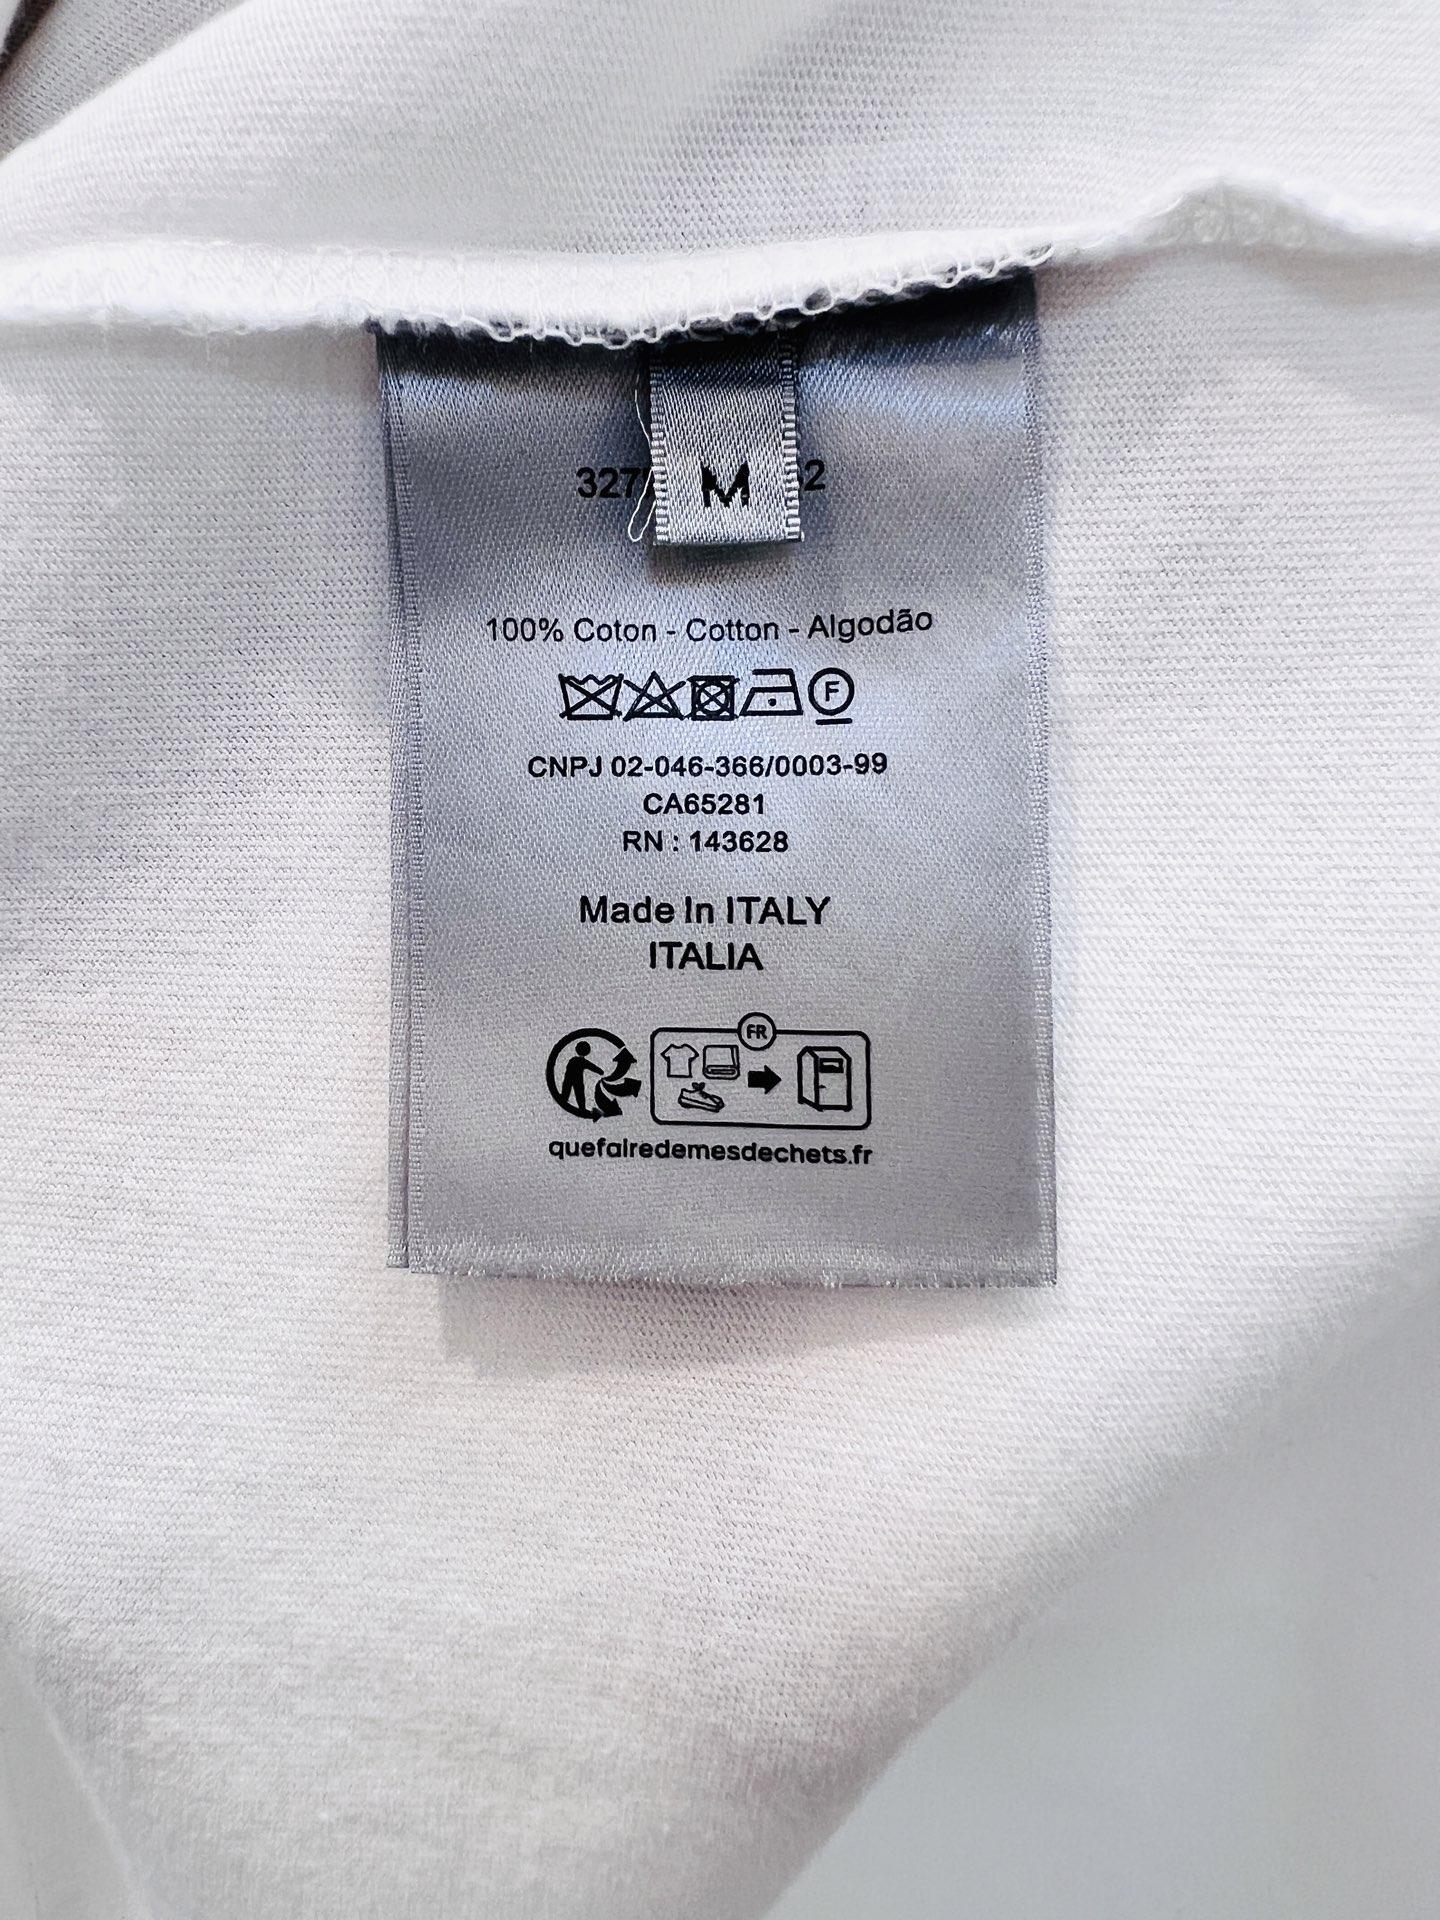 M
100% Coton - Cotton - Algodão
F
CNPJ 02-046-366/0003-99
CA65281
RN : 143628
Made In ITALY
ITALIA
FR
quefairedemesdechets.fr